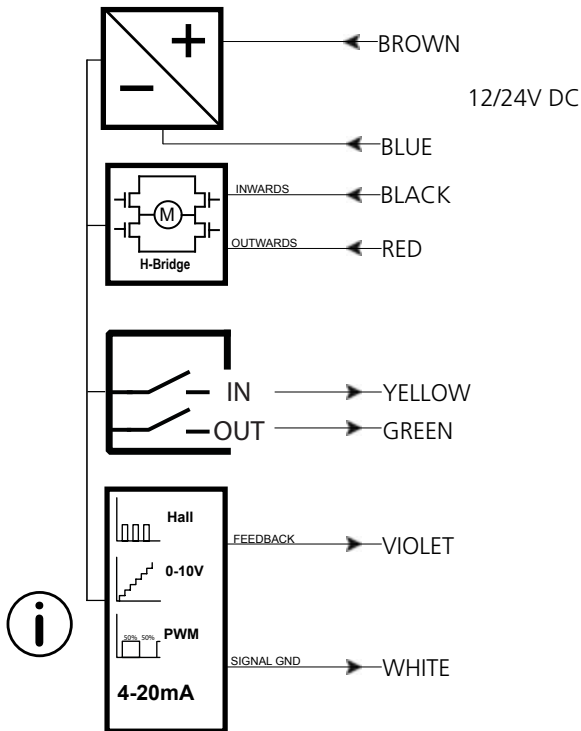 + BROWN
12/24V DC
− BLUE
INWARDS BLACK
M
OUTWARDS RED
H-Bridge
IN YELLOW
OUT GREEN
Hall
FEEDBACK VIOLET
0-10V
50% 50% PWM
SIGNAL GND WHITE
4-20mA
i